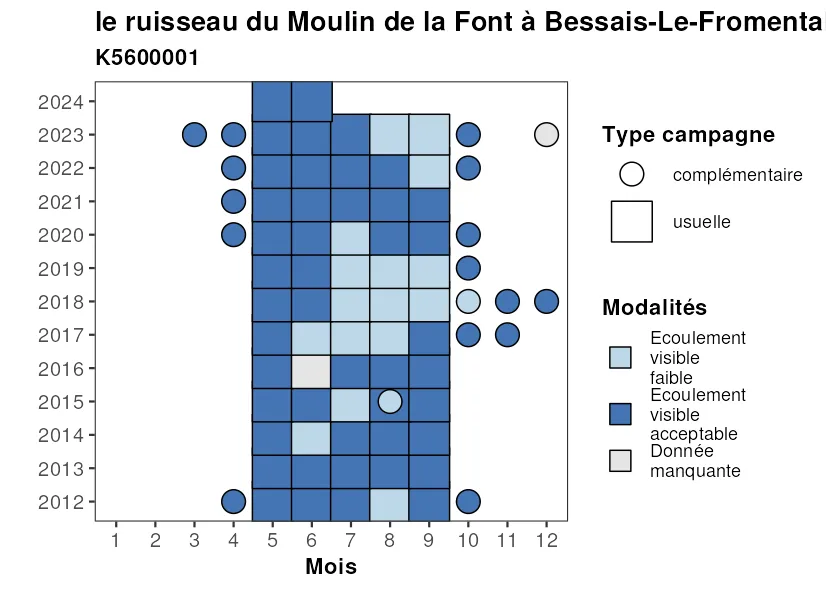 le ruisseau du Moulin de la Font à Bessais-Le-Fromental
K5600001
2024
2023
2022
2021
2020
2019
2018
2017
2016
2015
2014
2013
2012
1 2 3 4 5 6 7 8 9 10 11 12
Mois
Type campagne
complémentaire
usuelle
Modalités
Ecoulement
visible
faible
Ecoulement
visible
acceptable
Donnée
manquante